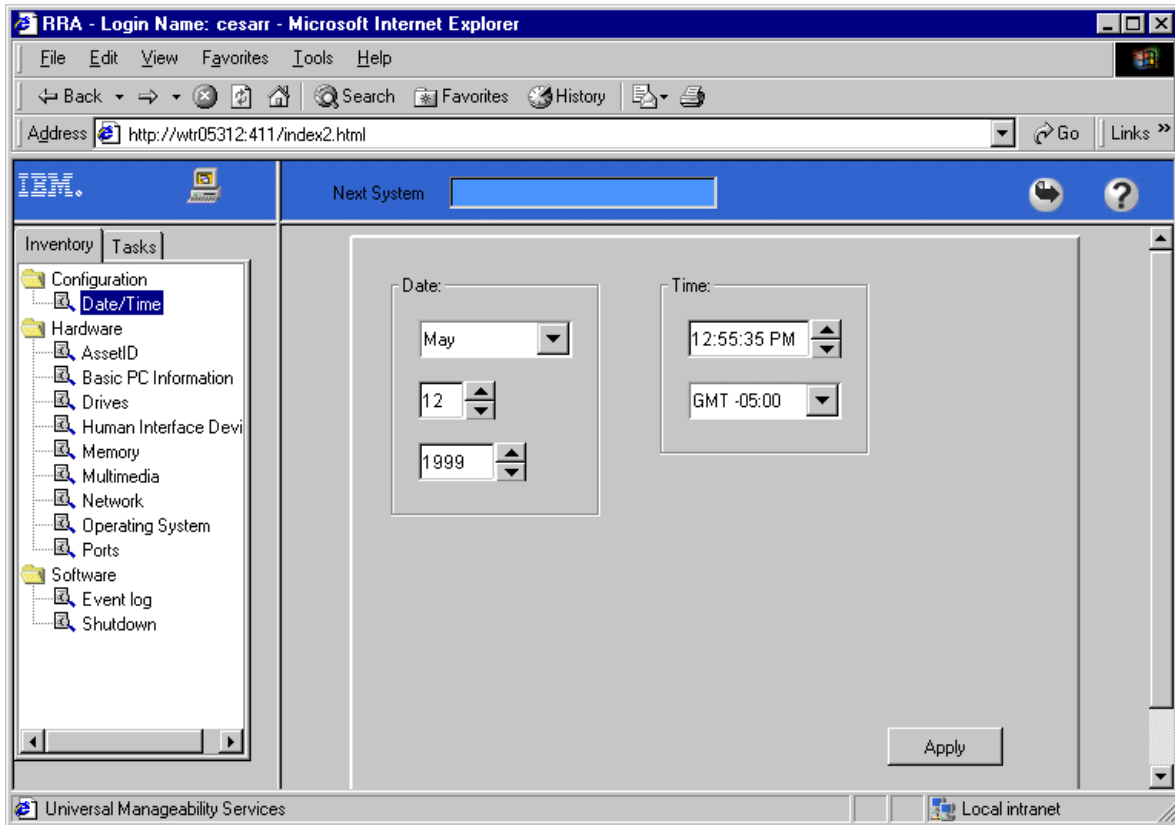 RRA - Login Name: cesarr - Microsoft Internet Explorer
File Edit View Favorites Tools Help
Back Search Favorites History
Address http://wtr05312:411/index2.html Go Links »
IBM. Next System ?
Inventory Tasks
Configuration
Date/Time
Hardware
AssetID
Basic PC Information
Drives
Human Interface Devi
Memory
Multimedia
Network
Operating System
Ports
Software
Event log
Shutdown
Date:
May
12
1999
Time:
12:55:35 PM
GMT -05:00
Apply
Universal Manageability Services Local intranet